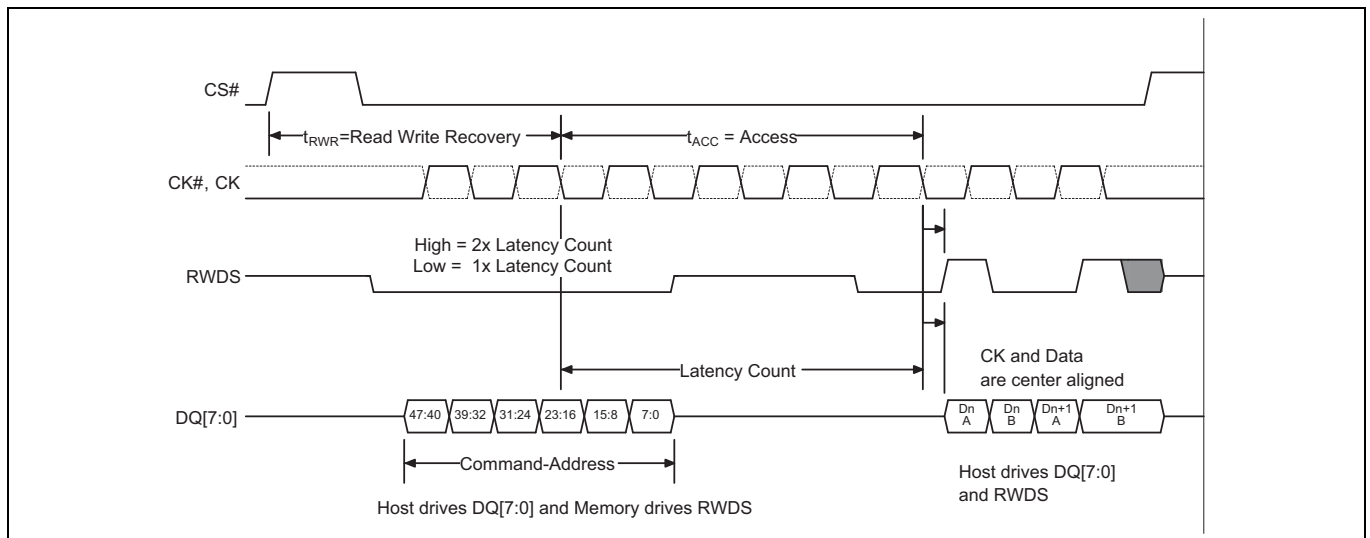 CS#
tRWR=Read Write Recovery
tACC = Access
CK#, CK
High = 2x Latency Count
Low = 1x Latency Count
RWDS
CK and Data
are center aligned
Latency Count
DQ[7:0]
47:40 39:32 31:24 23:16 15:8 7:0
Dn Dn Dn+1 Dn+1
A B A B
Command-Address
Host drives DQ[7:0]
and RWDS
Host drives DQ[7:0] and Memory drives RWDS